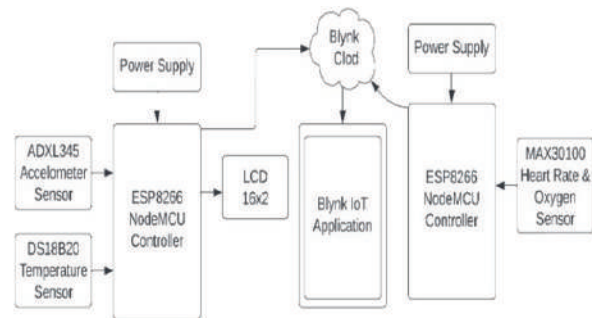 Power Supply
Blynk
Clod
Power Supply
ADXL345
Accelometer
Sensor
ESP8266
NodeMCU
Controller
LCD
16x2
Blynk IoT
Application
ESP8266
NodeMCU
Controller
MAX30100
Heart Rate &
Oxygen
Sensor
DS18B20
Temperature
Sensor